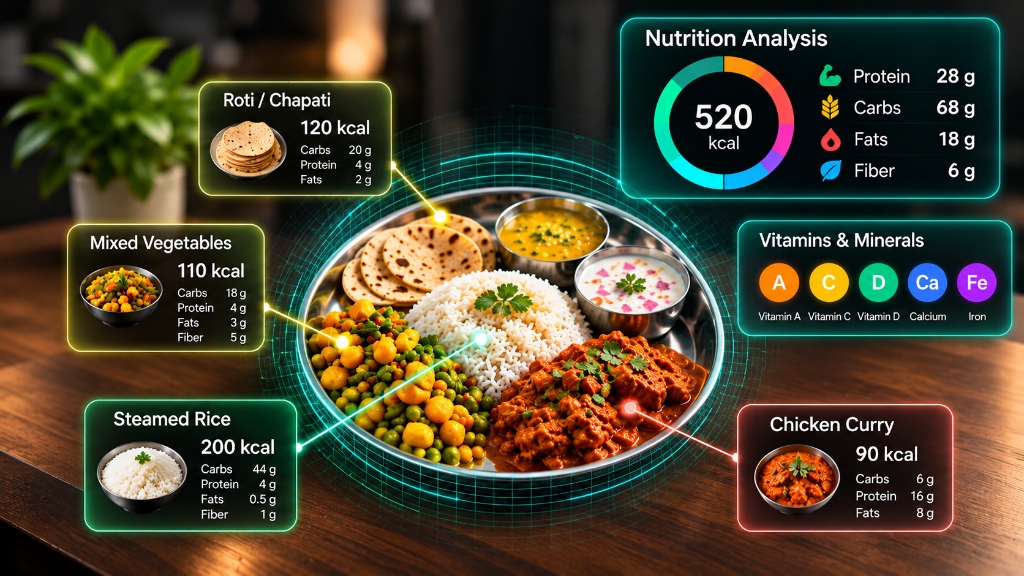 Nutrition Analysis
520
kcal
Protein 28 g
Carbs 68 g
Fats 18 g
Fiber 6 g
Roti / Chapati
120 kcal
Carbs 20 g
Protein 4 g
Fats 2 g
Mixed Vegetables
110 kcal
Carbs 18 g
Protein 4 g
Fats 3 g
Fiber 5 g
Vitamins & Minerals
A C D Ca Fe
Vitamin A Vitamin C Vitamin D Calcium Iron
Steamed Rice
200 kcal
Carbs 44 g
Protein 4 g
Fats 0.5 g
Fiber 1 g
Chicken Curry
90 kcal
Carbs 6 g
Protein 16 g
Fats 8 g